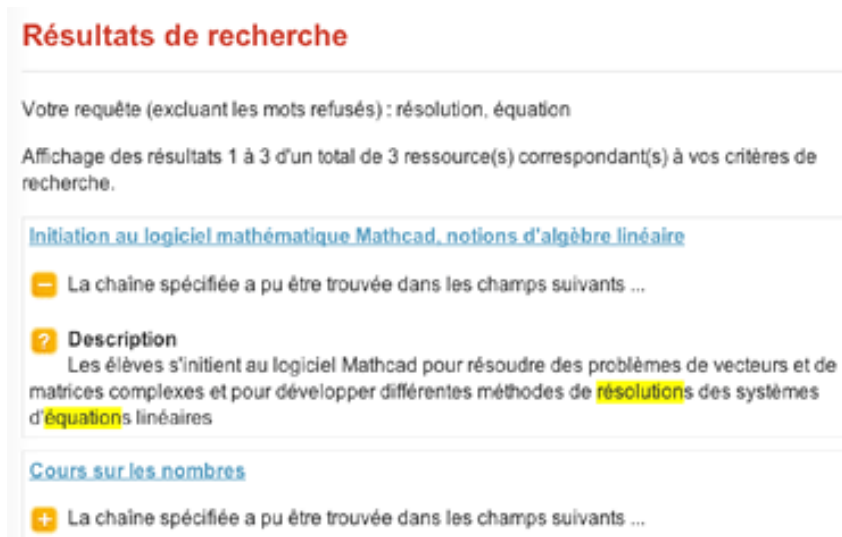 Résultats de recherche
Votre requête (excluant les mots refusés) : résolution, équation
Affichage des résultats 1 à 3 d'un total de 3 ressource(s) correspondant(s) à vos critères de
recherche.
Initiation au logiciel mathématique Mathcad, notions d'algèbre linéaire
La chaîne spécifiée a pu être trouvée dans les champs suivants ...
? Description
Les élèves s'initient au logiciel Mathcad pour résoudre des problèmes de vecteurs et de
matrices complexes et pour développer différentes méthodes de résolutions des systèmes
d'équations linéaires
Cours sur les nombres
La chaîne spécifiée a pu être trouvée dans les champs suivants ...